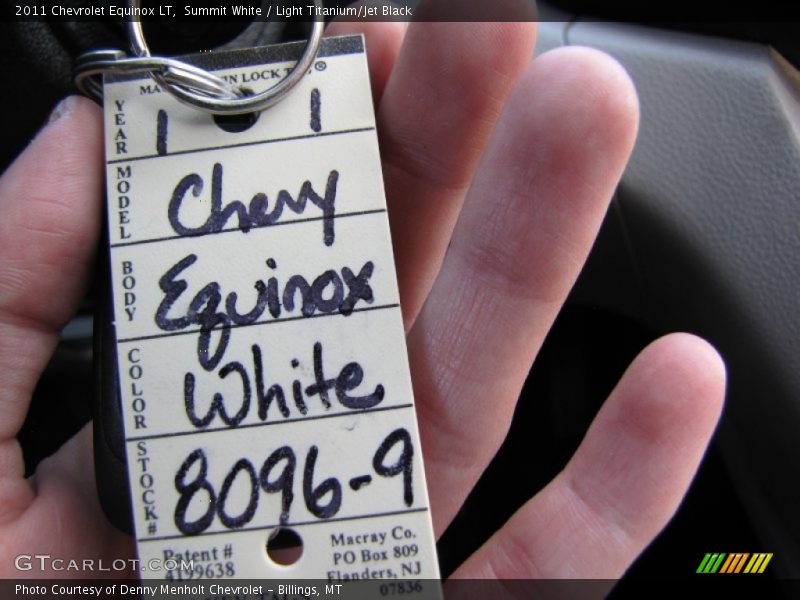 2011 Chevrolet Equinox LT, Summit White / Light Titanium/Jet Black
LOCK
YEAR 1 1
MODEL Chevy
BODY Equinox
COLOR White
STOCK# 8096-9
Patent #
4199638
Macray Co.
PO Box 809
Flanders, NJ
07836
GTCARLOT.COM
Photo Courtesy of Denny Menholt Chevrolet - Billings, MT